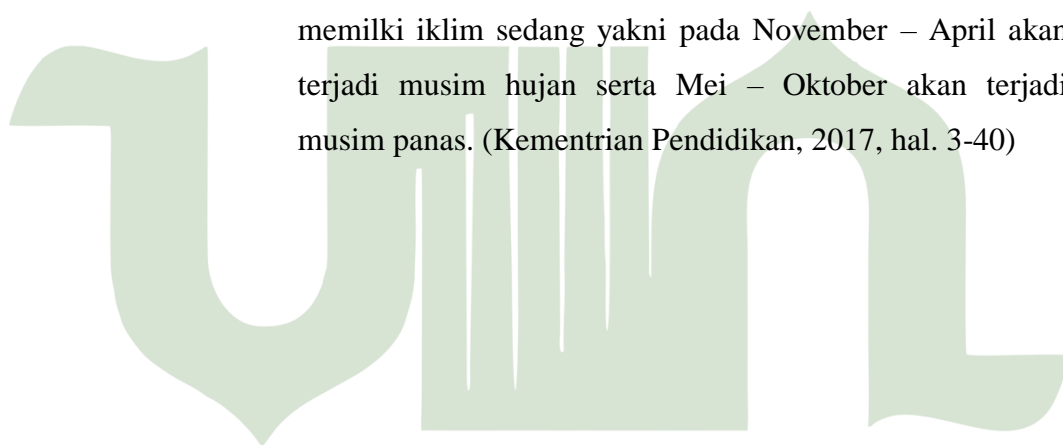 memilki iklim sedang yakni pada November – April akan
terjadi musim hujan serta Mei – Oktober akan terjadi
musim panas. (Kementrian Pendidikan, 2017, hal. 3-40)